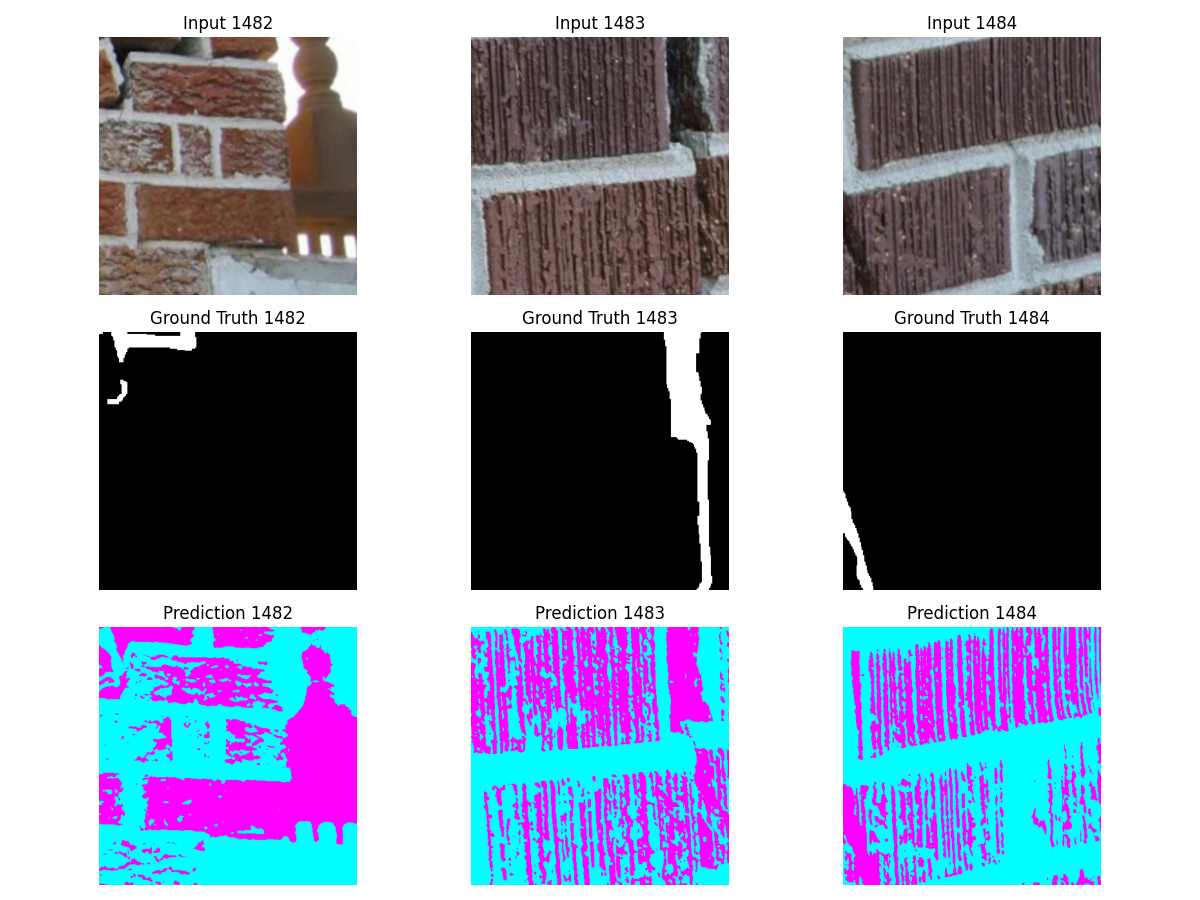 Input 1482
Input 1483
Input 1484
Ground Truth 1482
Ground Truth 1483
Ground Truth 1484
Prediction 1482
Prediction 1483
Prediction 1484